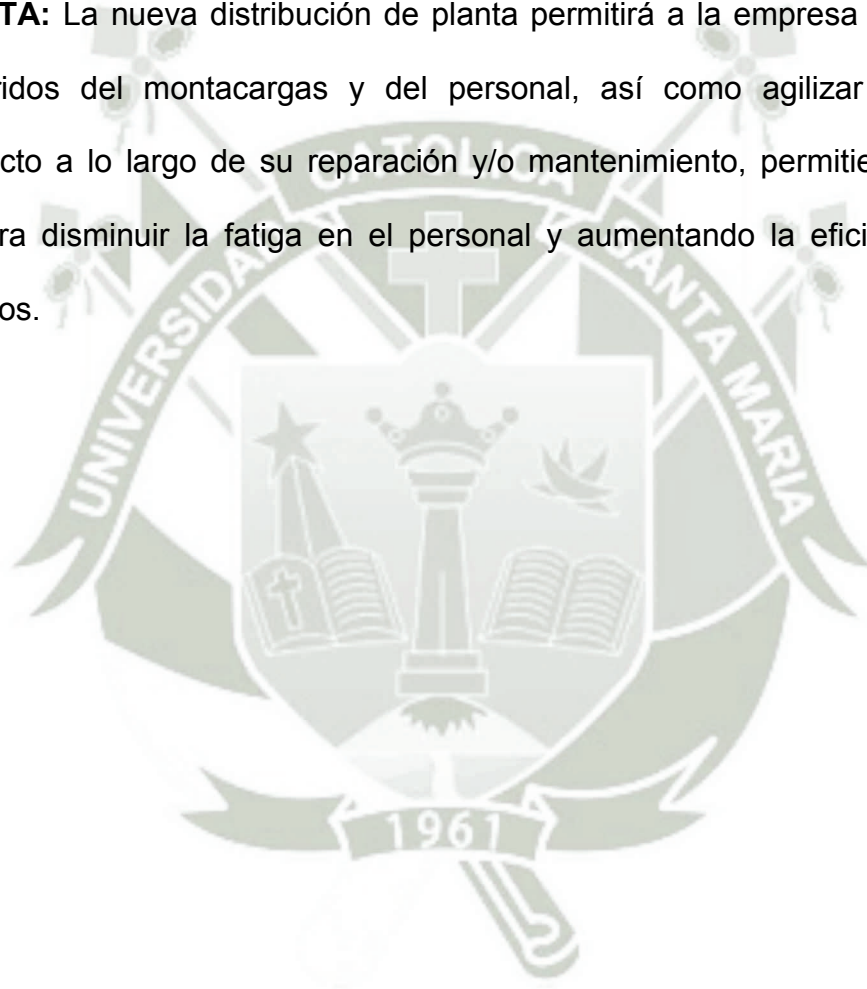 TA: La nueva distribución de planta permitirá a la empresa
ridos del montacargas y del personal, así como agilizar
cto a lo largo de su reparación y/o mantenimiento, permitie
ra disminuir la fatiga en el personal y aumentando la efici
os.
UNIVERSIDAD CATOLICA SANTA MARIA
1961